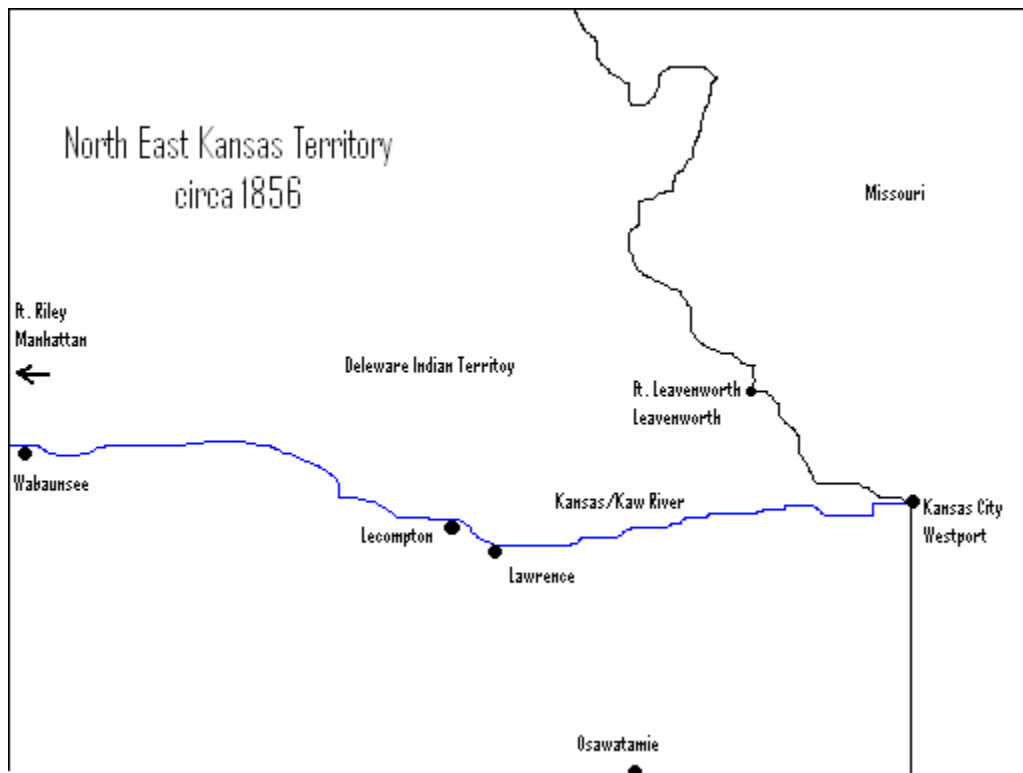 North East Kansas Territory
circa 1856
Missouri
Ft. Riley
Manhattan
Deleware Indian Territoy
Ft. Leavenworth
Leavenworth
Wabaunsee
Kansas/Kaw River
Kansas City
Westport
Lecompton
Lawrence
Osawatamie